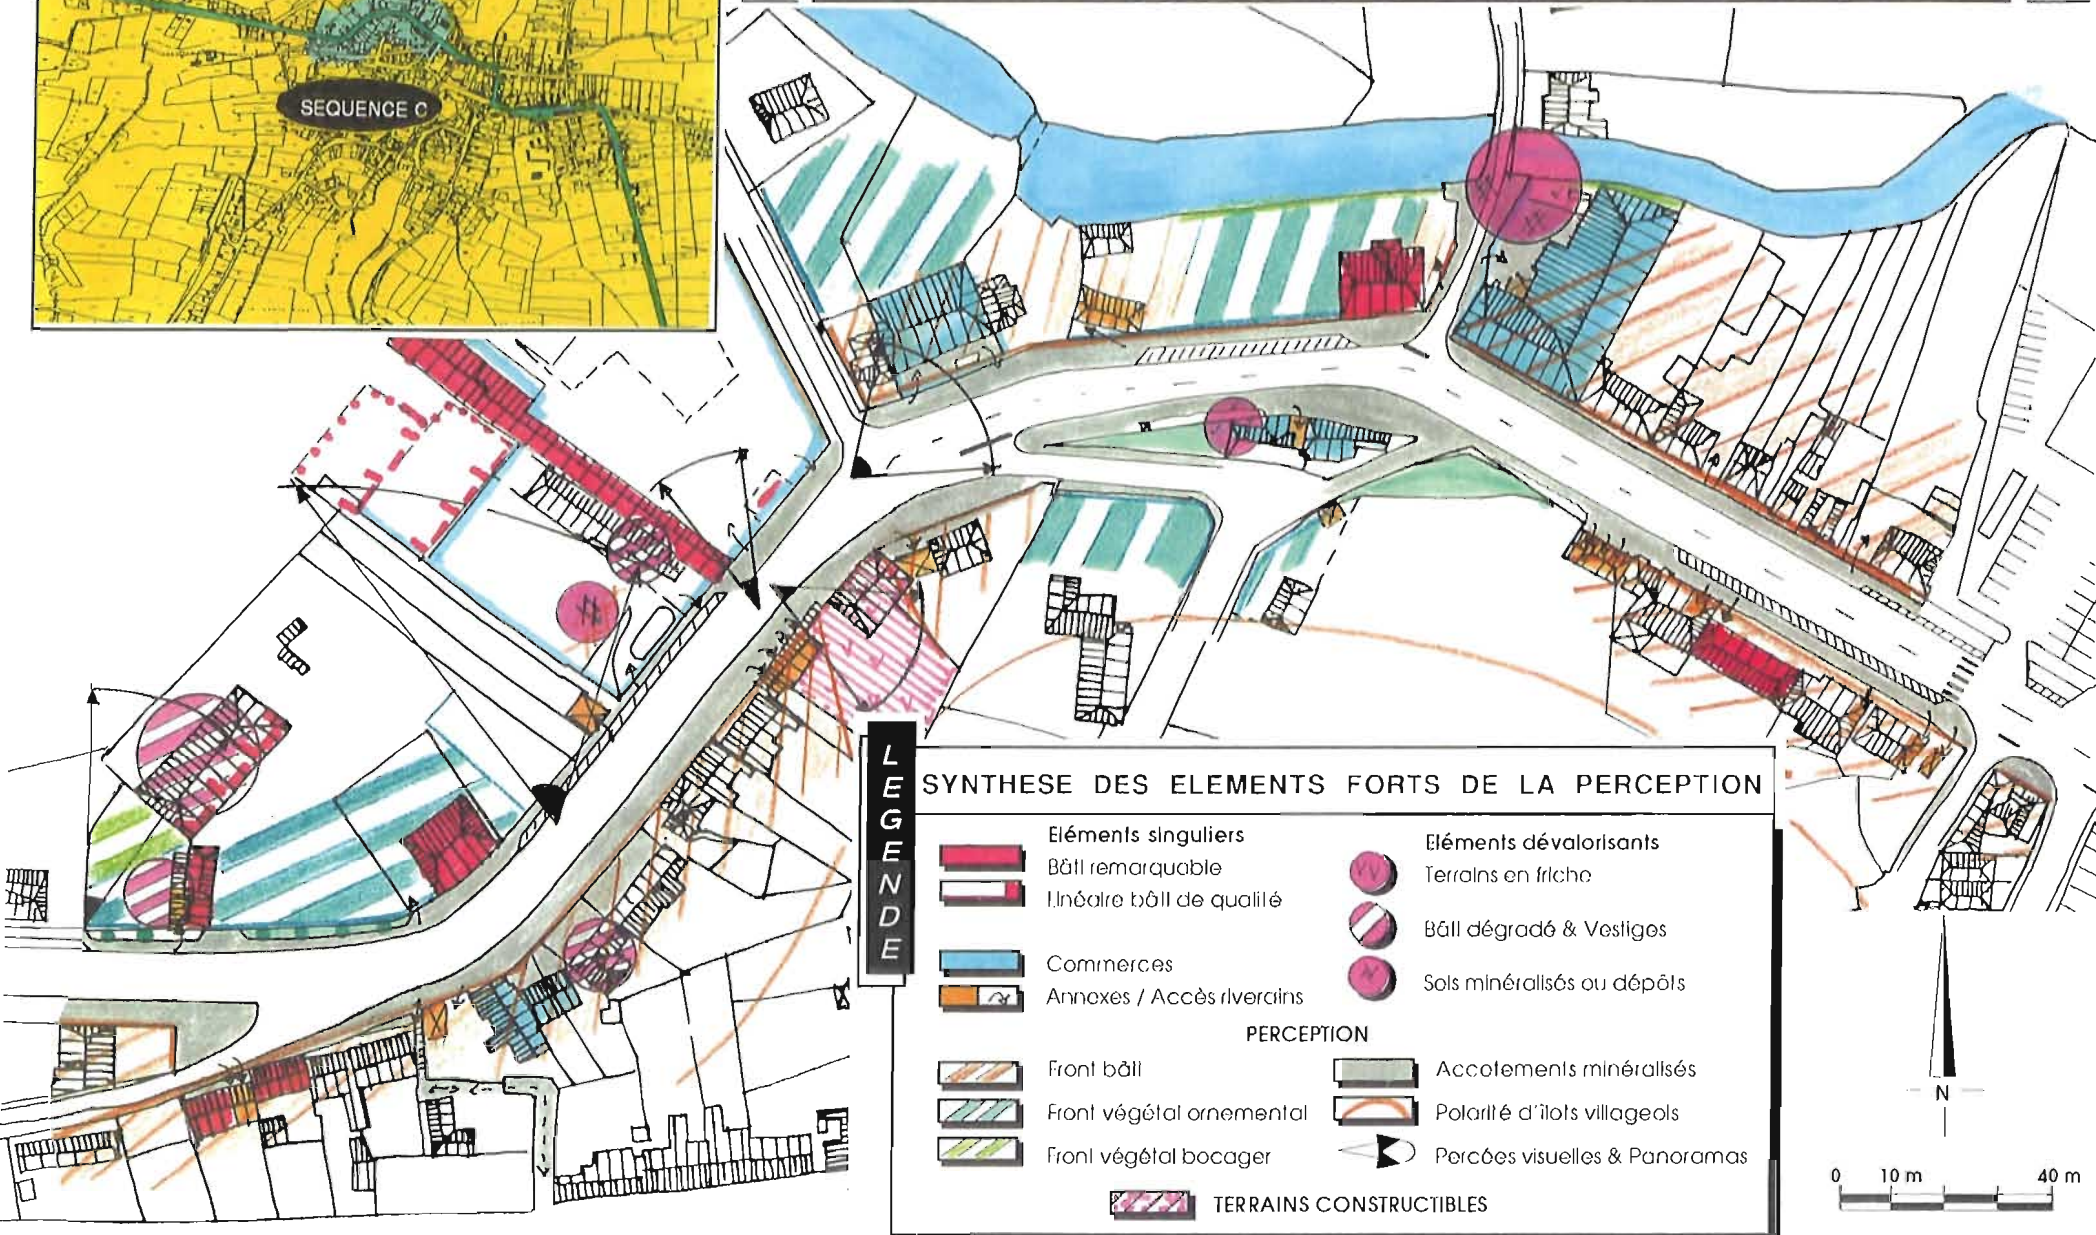 SEQUENCE C
LEGENDE
SYNTHESE DES ELEMENTS FORTS DE LA PERCEPTION
Eléments singuliers
Bâti remarquable
Linéaire bâti de qualité
Commerces
Annexes / Accès riverains
Eléments dévalorisants
Terrains en friche
Bâti dégradé & Vestiges
Sols minéralisés ou dépôts
PERCEPTION
Front bâti
Front végétal ornemental
Front végétal bocager
Accotements minéralisés
Polarité d'îlots villageois
Percées visuelles & Panoramas
TERRAINS CONSTRUCTIBLES
N
0 10 m 40 m